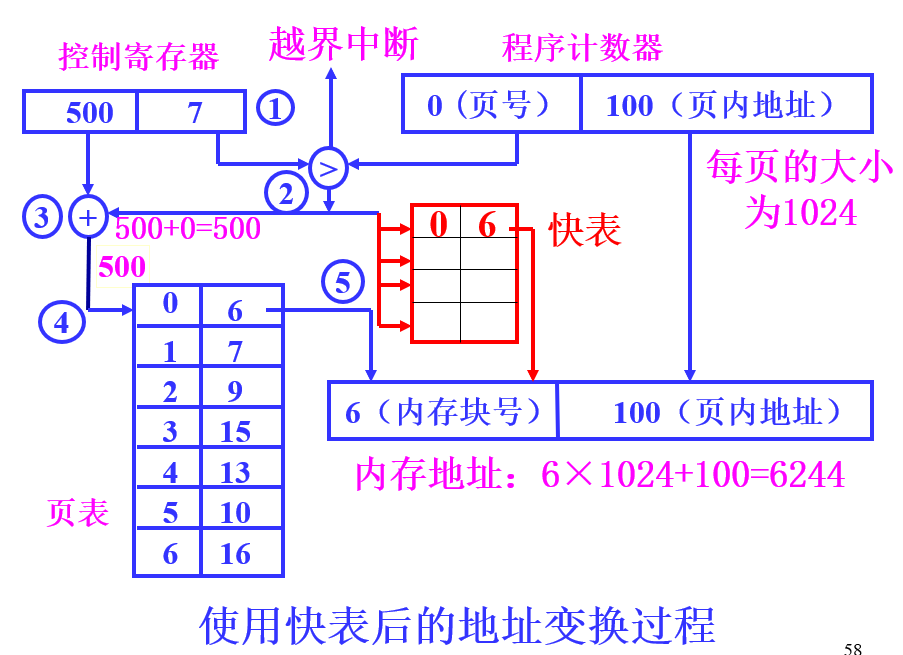 越界中断
控制寄存器
程序计数器
500 7
①
0（页号） 100（页内地址）
>
②
每页的大小
为1024
③
+
500+0=500
0 6
快表
500
⑤
④
0 6
1 7
2 9
3 15
4 13
5 10
6 16
6（内存块号） 100（页内地址）
内存地址：6×1024+100=6244
页表
使用快表后的地址变换过程
58